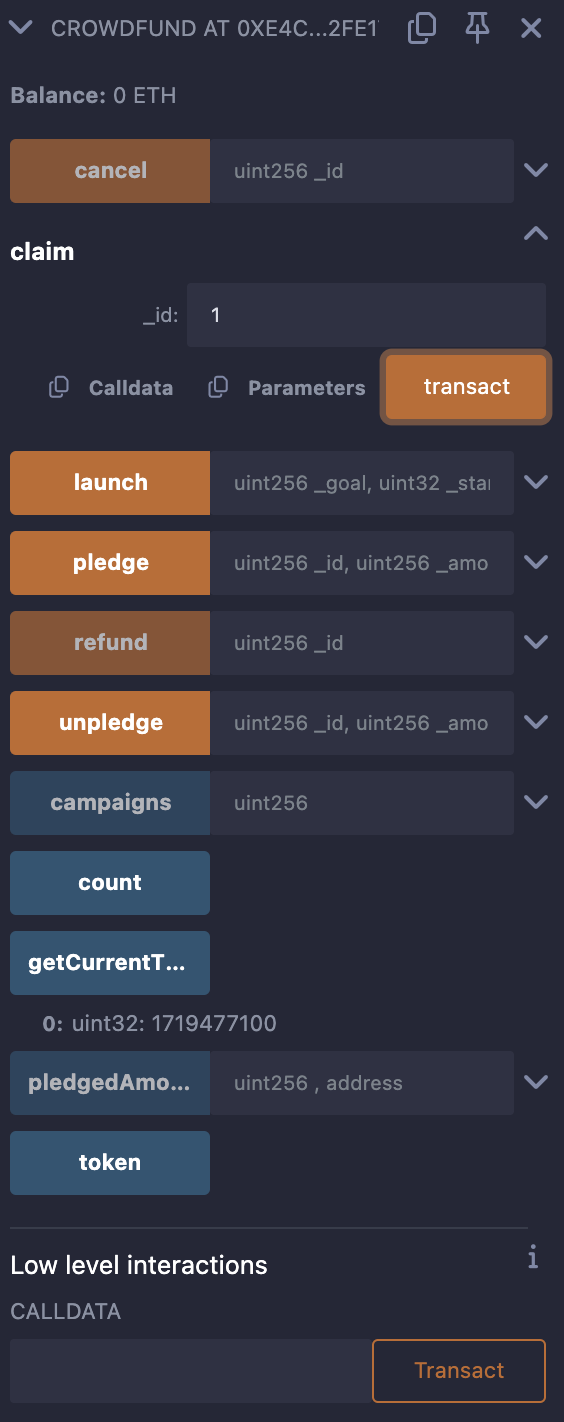 CROWDFUND AT 0XE4C...2FE1
Balance: 0 ETH
cancel uint256 _id
claim
_id: 1
Calldata Parameters transact
launch uint256 _goal, uint32 _star
pledge uint256 _id, uint256 _amo
refund uint256 _id
unpledge uint256 _id, uint256 _amo
campaigns uint256
count
getCurrentT...
0: uint32: 1719477100
pledgedAmo... uint256 , address
token
Low level interactions
i
CALLDATA
Transact